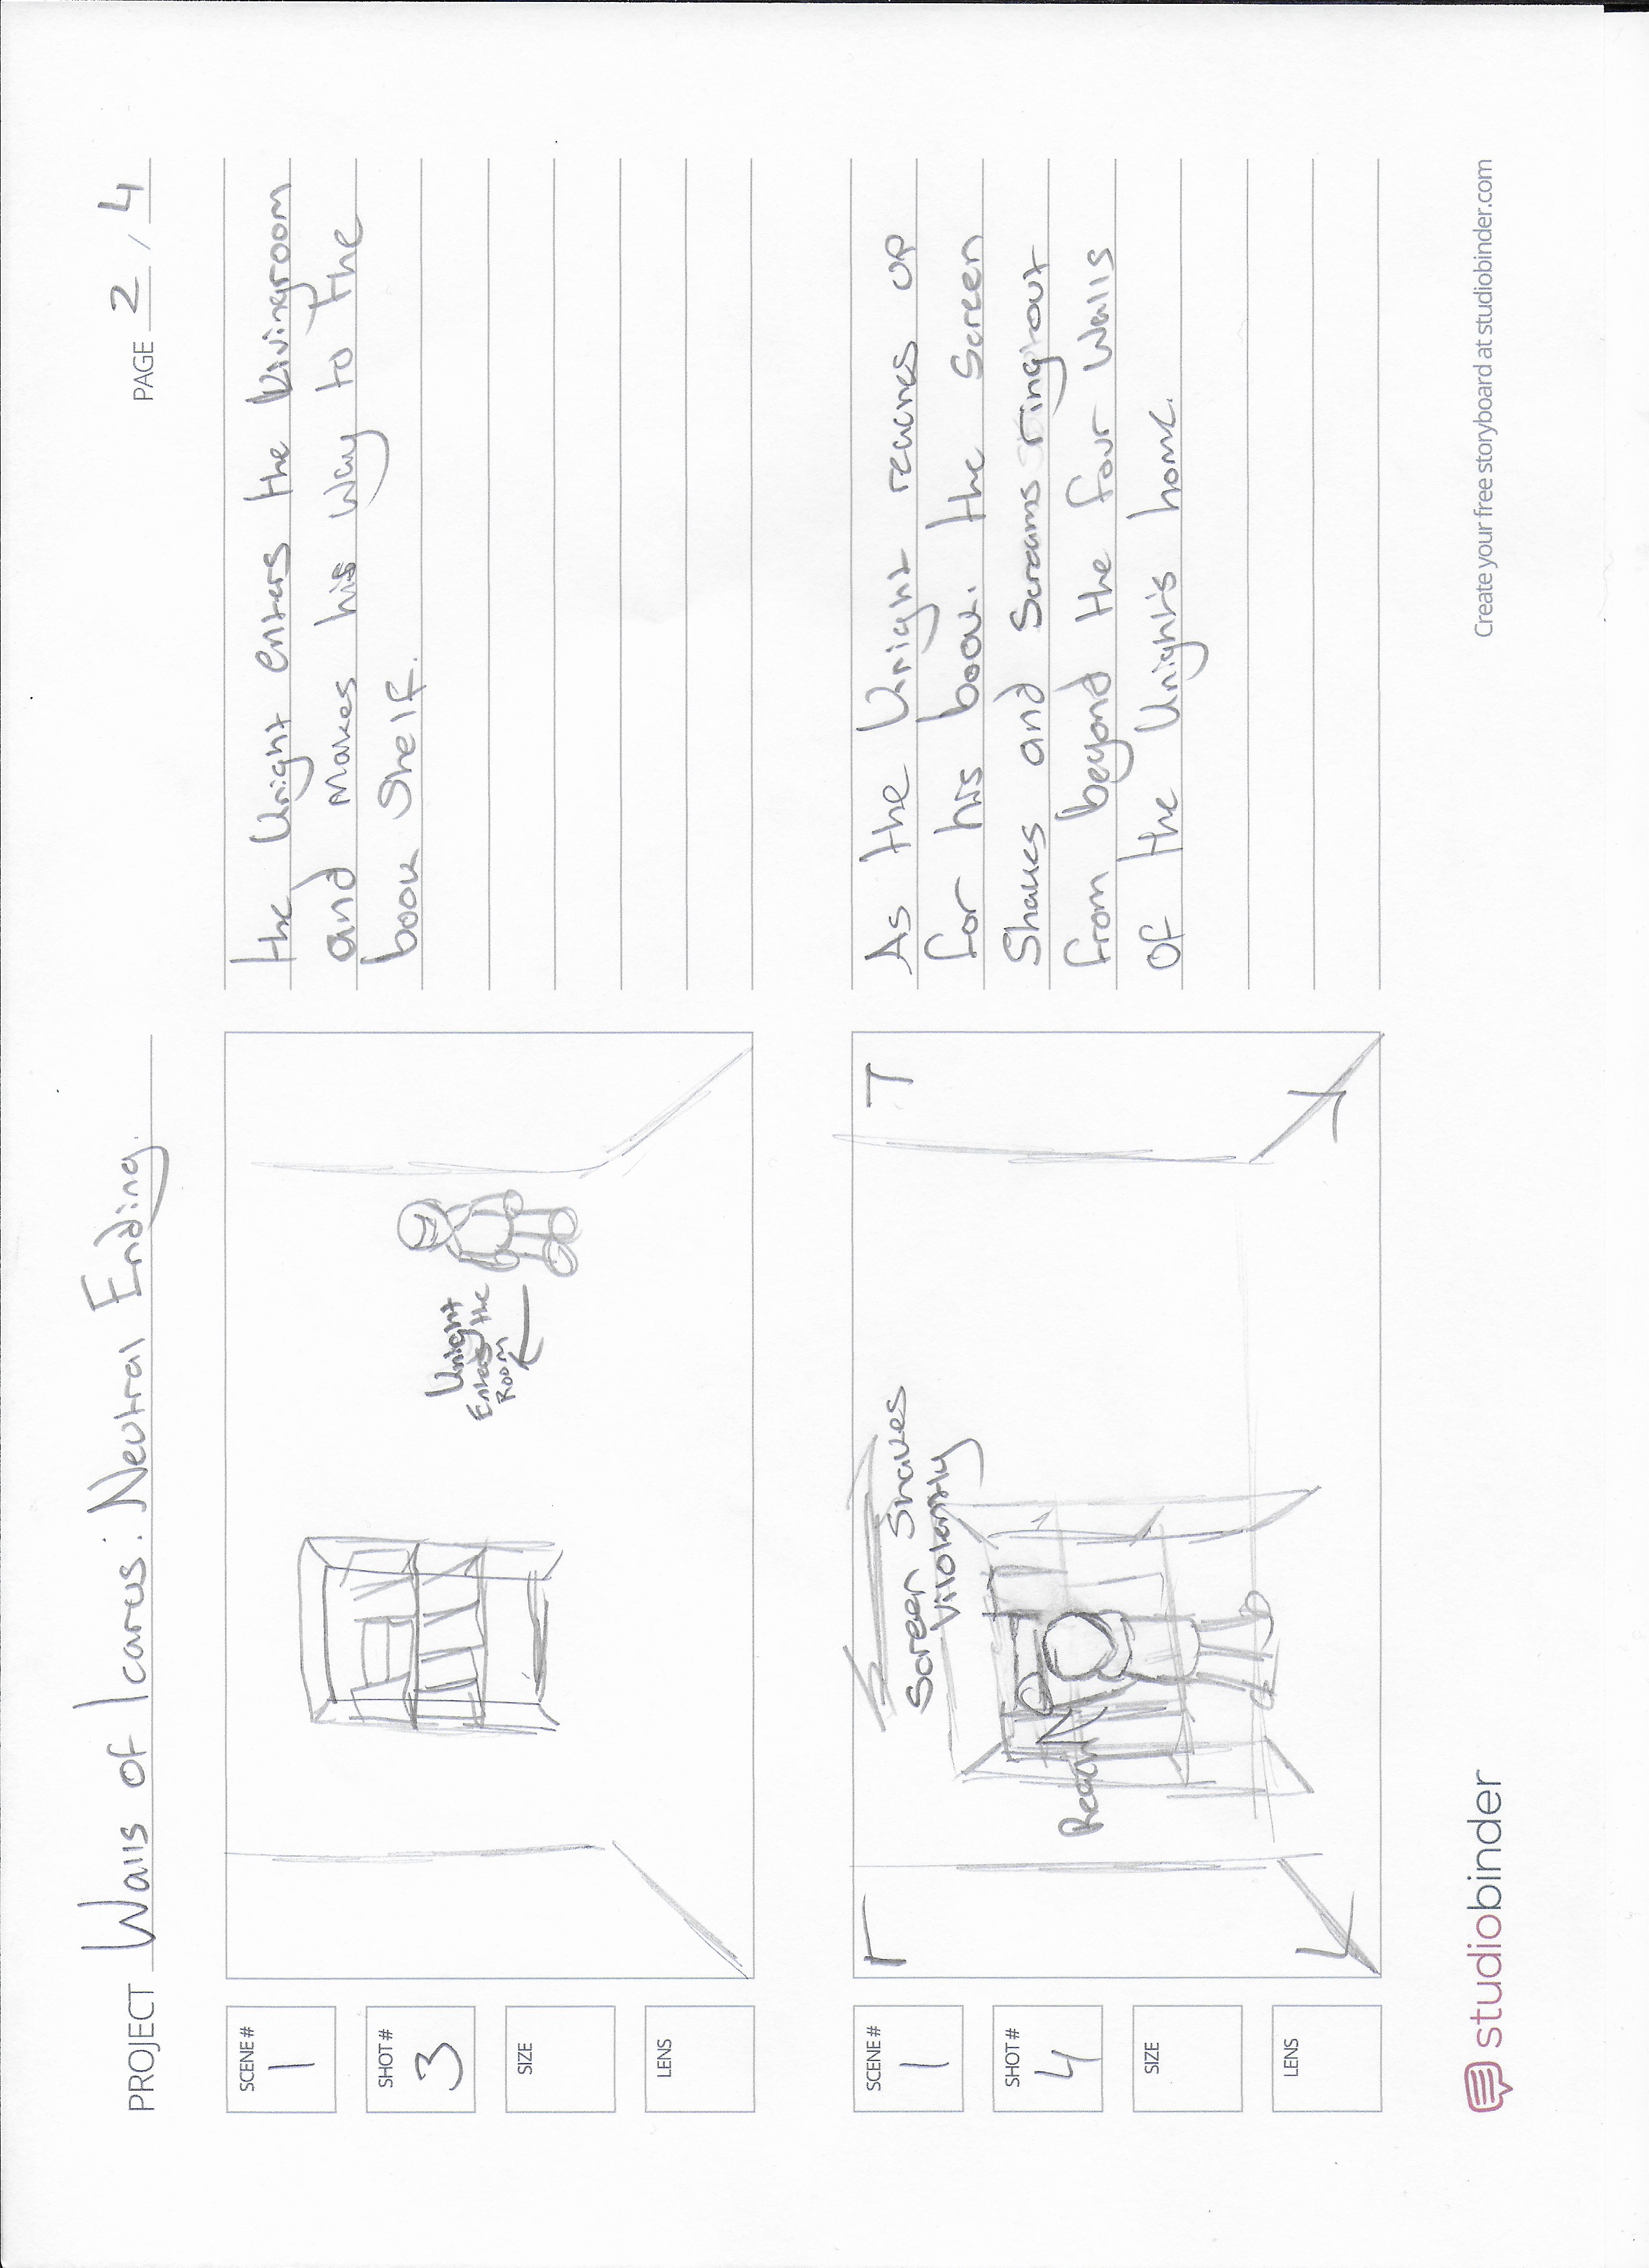 PROJECT Walls of Icarus: Neutral Ending.
PAGE 2 / 4
SCENE #
1
SHOT #
3
SIZE
LENS
Knight
Enters the
Room
the Knight enters the Livingroom
and makes his way to the
book Shelf.
SCENE #
1
SHOT #
4
SIZE
LENS
Screen Shakes
Violently
Reach
As the Knight reaches up
for his book. the Screen
Shakes and Screams ring out
from beyond the four Walls
of the Knight's home.
studiobinder
Create your free storyboard at studiobinder.com